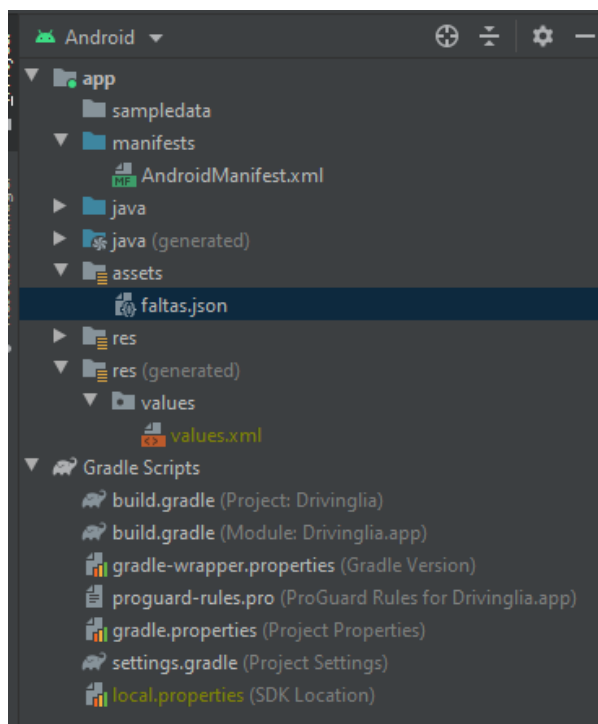 Android
app
sampledata
manifests
MF AndroidManifest.xml
java
java (generated)
assets
faltas.json
res
res (generated)
values
values.xml
Gradle Scripts
build.gradle (Project: Drivinglia)
build.gradle (Module: Drivinglia.app)
gradle-wrapper.properties (Gradle Version)
proguard-rules.pro (ProGuard Rules for Drivinglia.app)
gradle.properties (Project Properties)
settings.gradle (Project Settings)
local.properties (SDK Location)